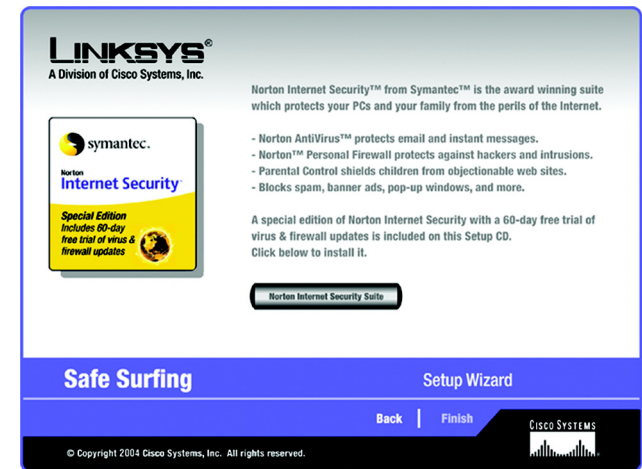 LINKSYS®
A Division of Cisco Systems, Inc.
symantec.
Norton
Internet Security™
Special Edition
Includes 60-day
free trial of virus &
firewall updates
Norton Internet Security™ from Symantec™ is the award winning suite
which protects your PCs and your family from the perils of the Internet.
- Norton AntiVirus™ protects email and instant messages.
- Norton™ Personal Firewall protects against hackers and intrusions.
- Parental Control shields children from objectionable web sites.
- Blocks spam, banner ads, pop-up windows, and more.
A special edition of Norton Internet Security with a 60-day free trial of
virus & firewall updates is included on this Setup CD.
Click below to install it.
Norton Internet Security Suite
Safe Surfing
Setup Wizard
Back
Finish
CISCO SYSTEMS
© Copyright 2004 Cisco Systems, Inc. All rights reserved.